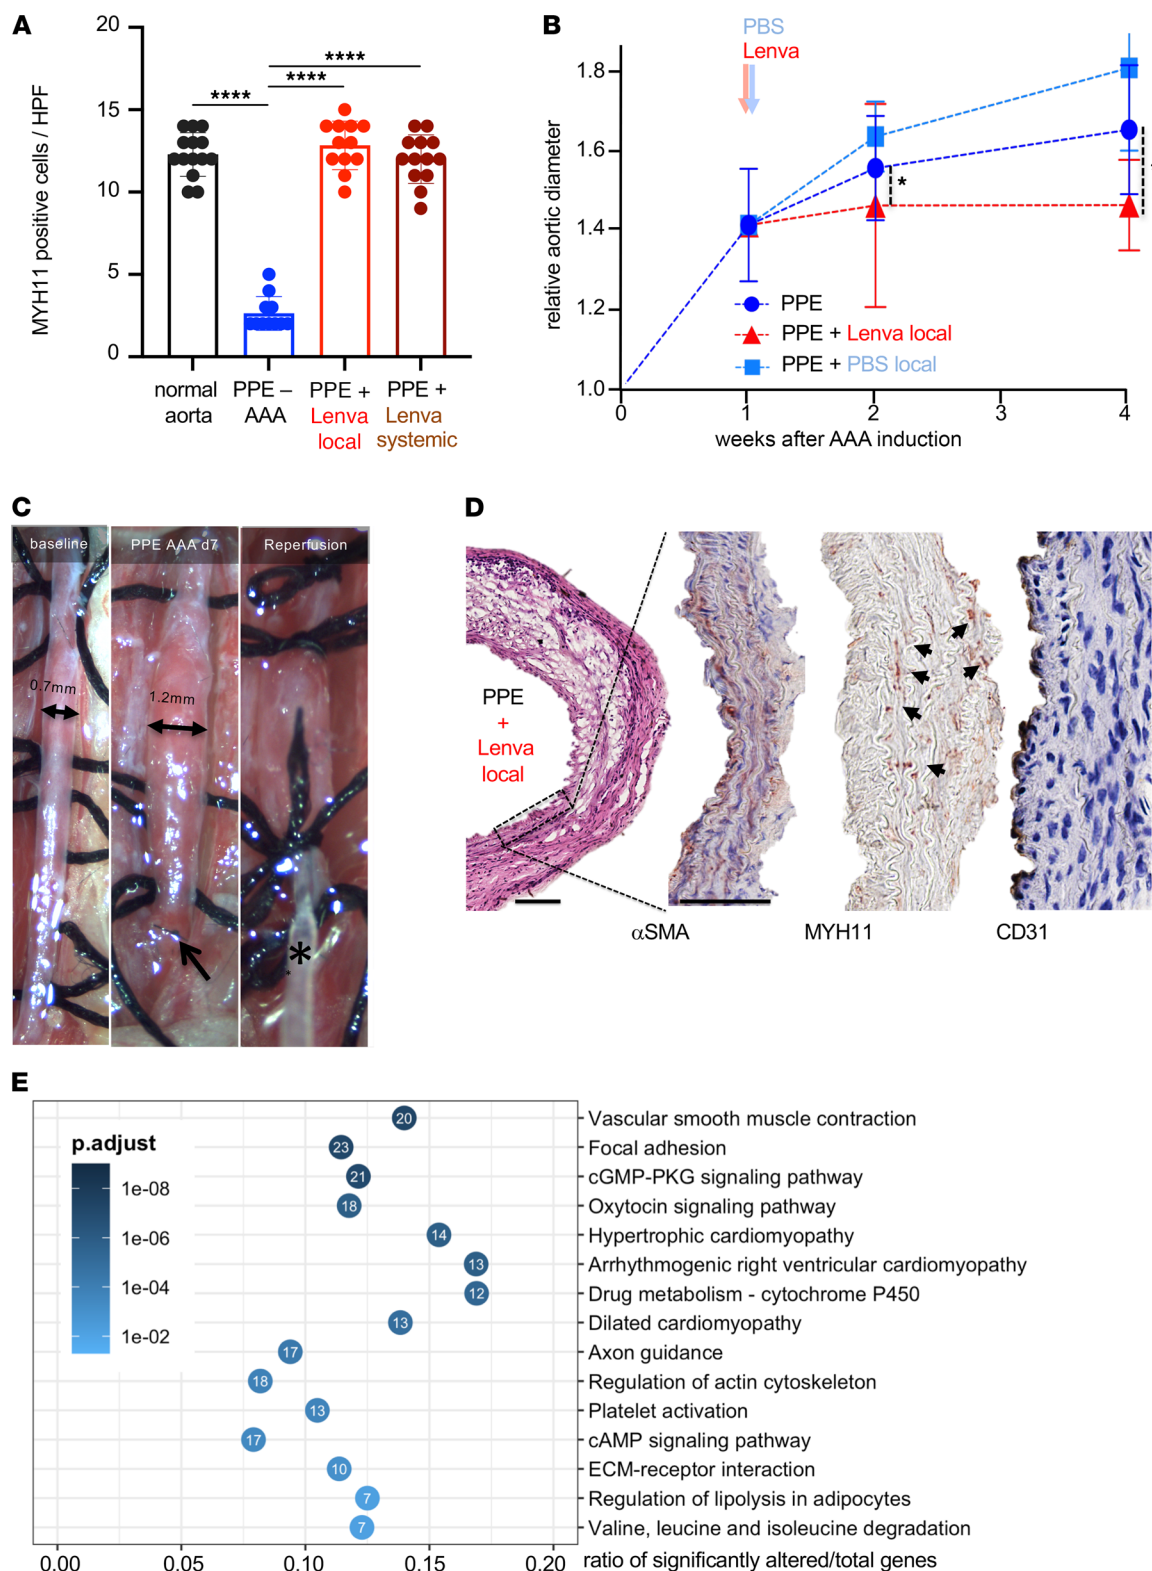 A
20
15
10
5
0
MYH11 positive cells / HPF
****
****
****
normal
aorta
PPE –
AAA
PPE +
Lenva
local
PPE +
Lenva
systemic
B
PBS
Lenva
1.8
1.6
1.4
1.2
1.0
relative aortic diameter
*
PPE
PPE + Lenva local
PPE + PBS local
0
1
2
3
4
weeks after AAA induction
C
baseline
PPE AAA d7
Reperfusion
0.7mm
1.2mm
*
*
D
PPE
+
Lenva
local
αSMA
MYH11
CD31
E
p.adjust
1e-08
1e-06
1e-04
1e-02
20 Vascular smooth muscle contraction
23 Focal adhesion
21 cGMP-PKG signaling pathway
18 Oxytocin signaling pathway
14 Hypertrophic cardiomyopathy
13 Arrhythmogenic right ventricular cardiomyopathy
12 Drug metabolism - cytochrome P450
13 Dilated cardiomyopathy
17 Axon guidance
18 Regulation of actin cytoskeleton
13 Platelet activation
17 cAMP signaling pathway
10 ECM-receptor interaction
7 Regulation of lipolysis in adipocytes
7 Valine, leucine and isoleucine degradation
0.00 0.05 0.10 0.15 0.20 ratio of significantly altered/total genes